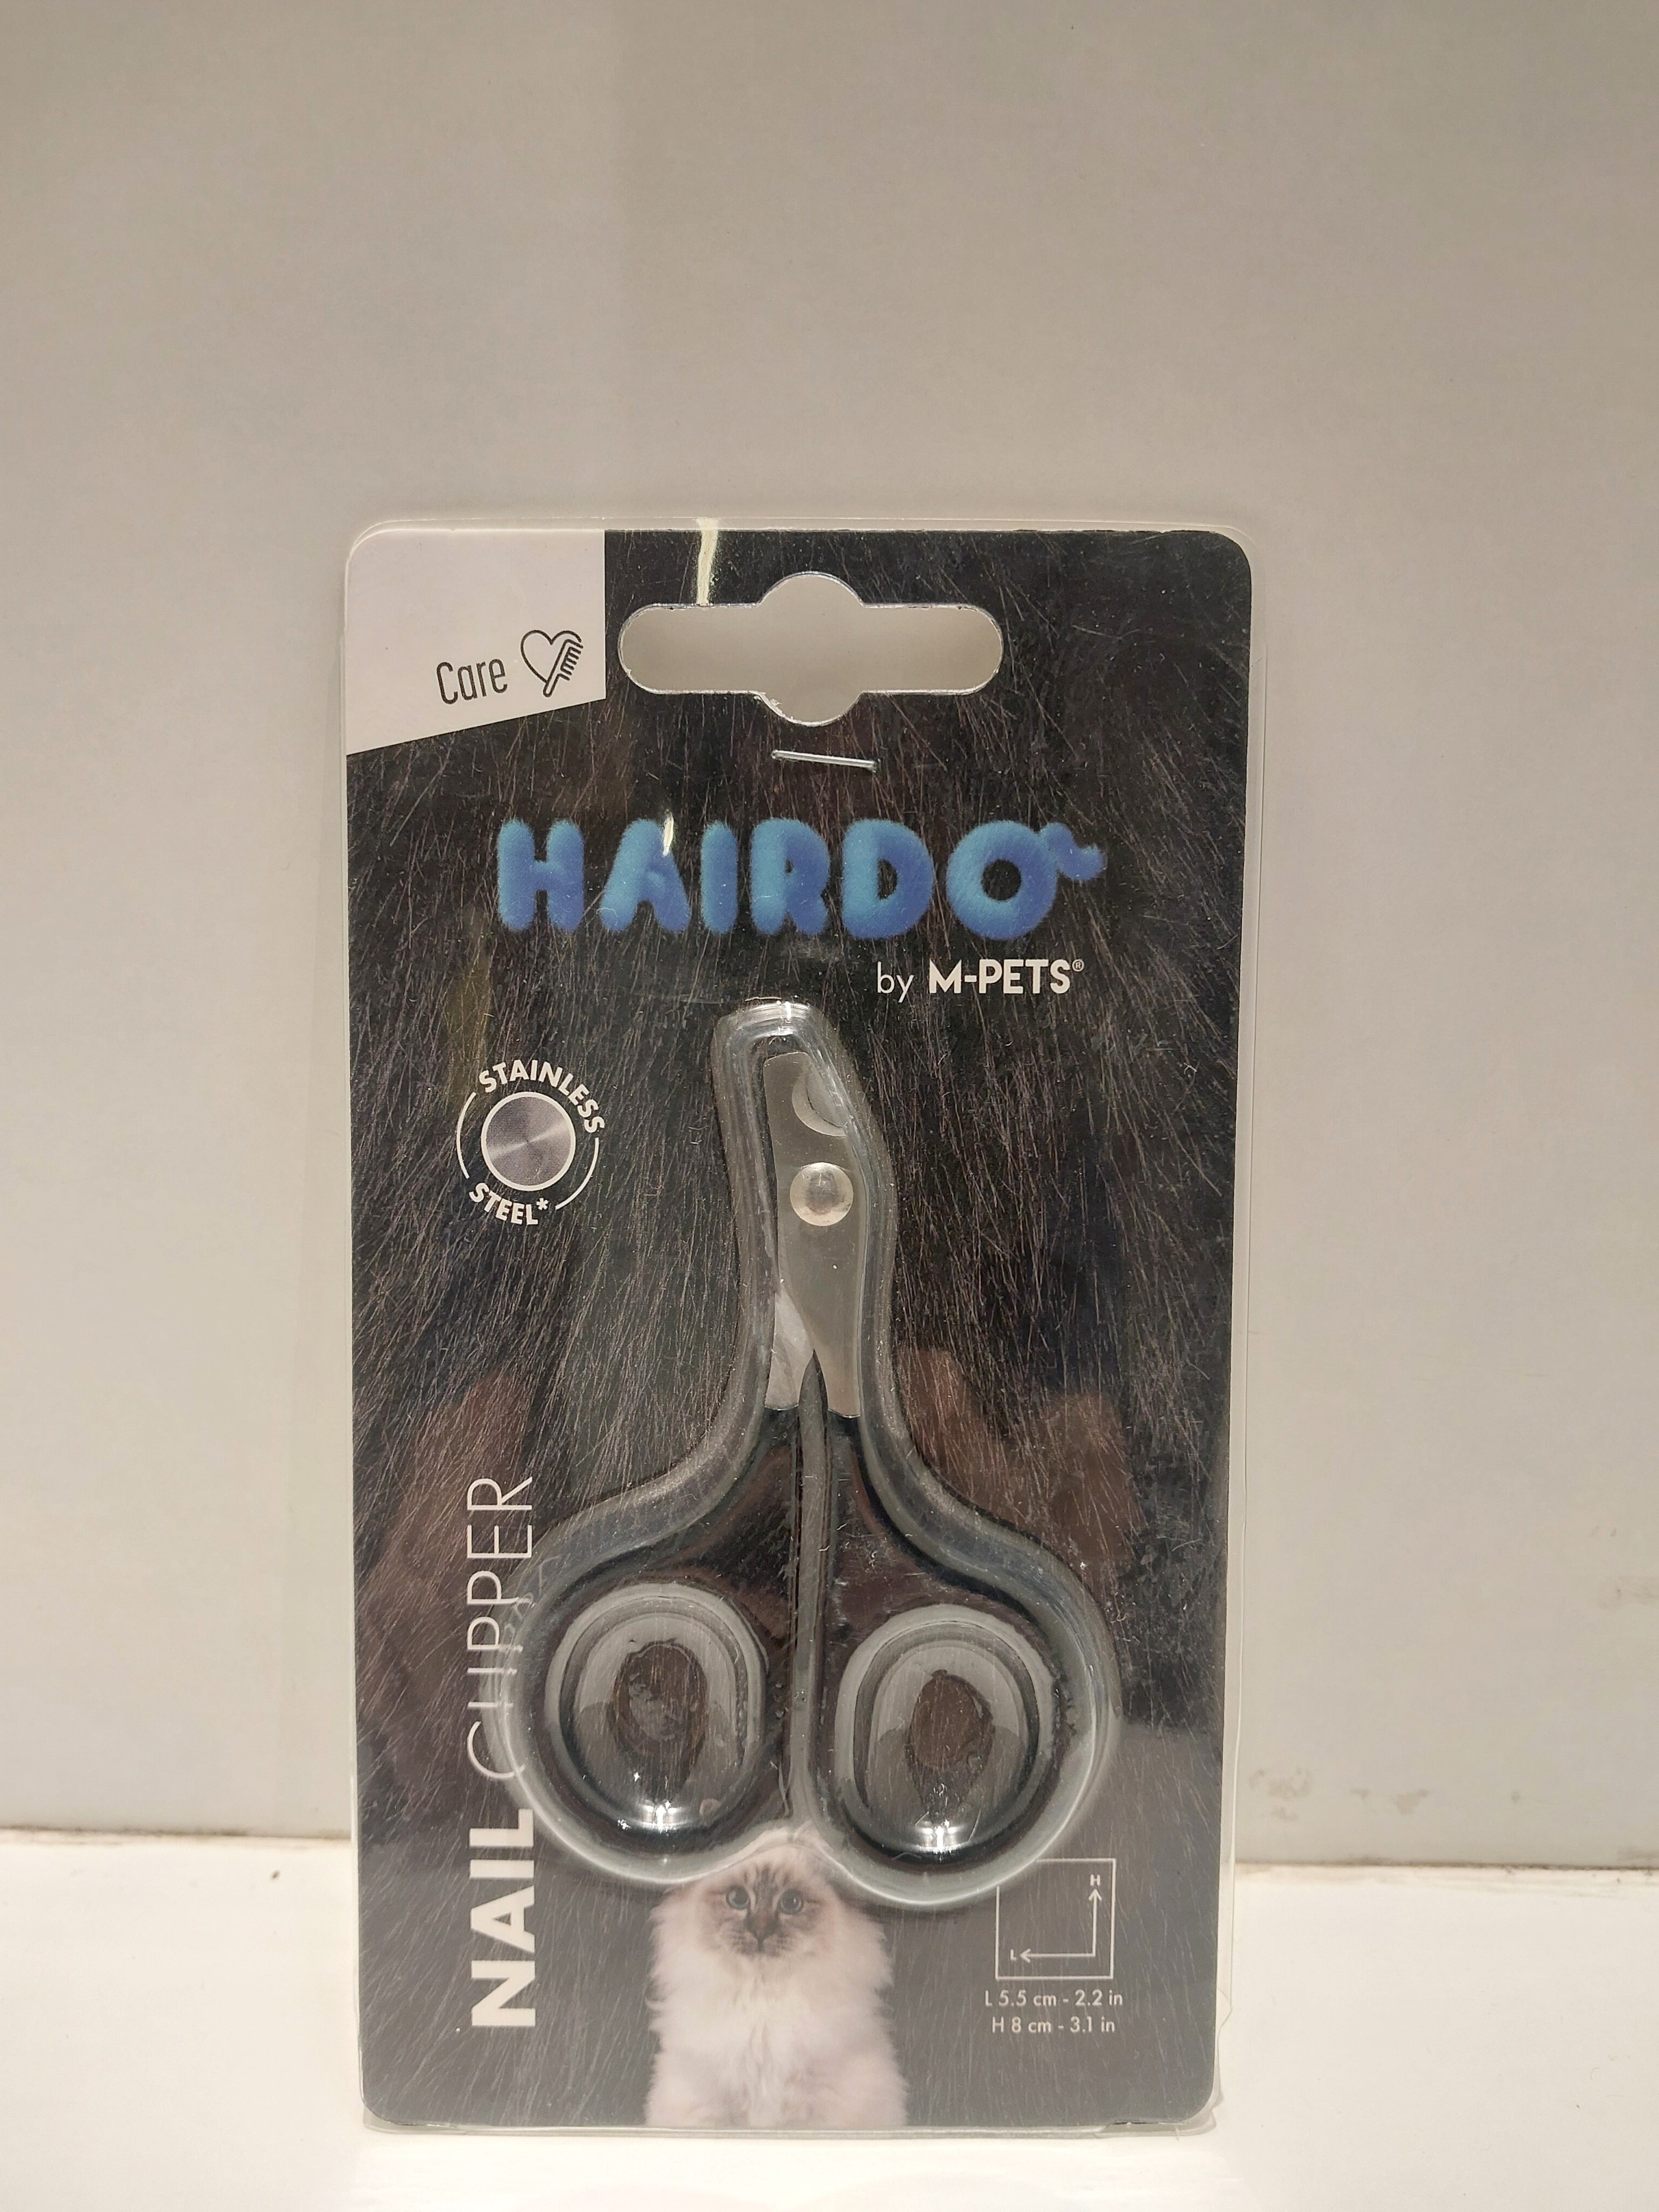 Care
HAIRDO
by M-PETS®
STAINLESS
STEEL*
NAIL CLIPPER
H
L
L 5.5 cm - 2.2 in
H 8 cm - 3.1 in